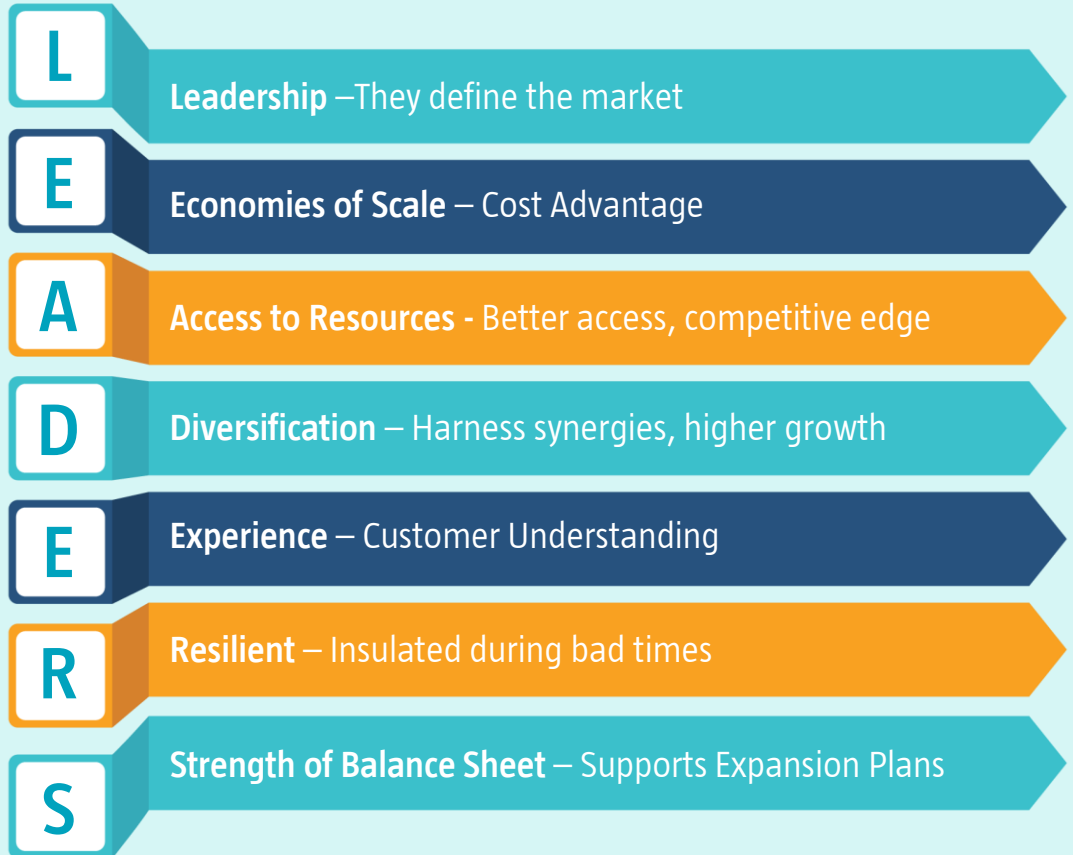 L
Leadership –They define the market
E
Economies of Scale – Cost Advantage
A
Access to Resources - Better access, competitive edge
D
Diversification – Harness synergies, higher growth
E
Experience – Customer Understanding
R
Resilient – Insulated during bad times
S
Strength of Balance Sheet – Supports Expansion Plans